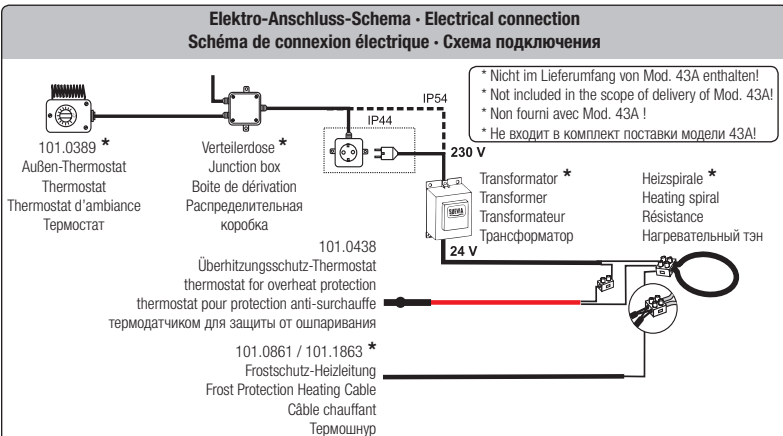 Elektro-Anschluss-Schema · Electrical connection
Schéma de connexion électrique · Схема подключения
* Nicht im Lieferumfang von Mod. 43A enthalten!
* Not included in the scope of delivery of Mod. 43A!
* Non fourni avec Mod. 43A !
* Не входит в комплект поставки модели 43A!
IP54
IP44
230 V
101.0389 *
Außen-Thermostat
Thermostat
Thermostat d'ambiance
Термостат
Verteilerdose *
Junction box
Boite de dérivation
Распределительная
коробка
SUEVIA
Transformator *
Transformer
Transformateur
Трансформатор
Heizspirale *
Heating spiral
Résistance
Нагревательный тэн
24 V
101.0438
Überhitzungsschutz-Thermostat
thermostat for overheat protection
thermostat pour protection anti-surchauffe
термодатчиком для защиты от ошпаривания
101.0861 / 101.1863 *
Frostschutz-Heizleitung
Frost Protection Heating Cable
Câble chauffant
Термошнур